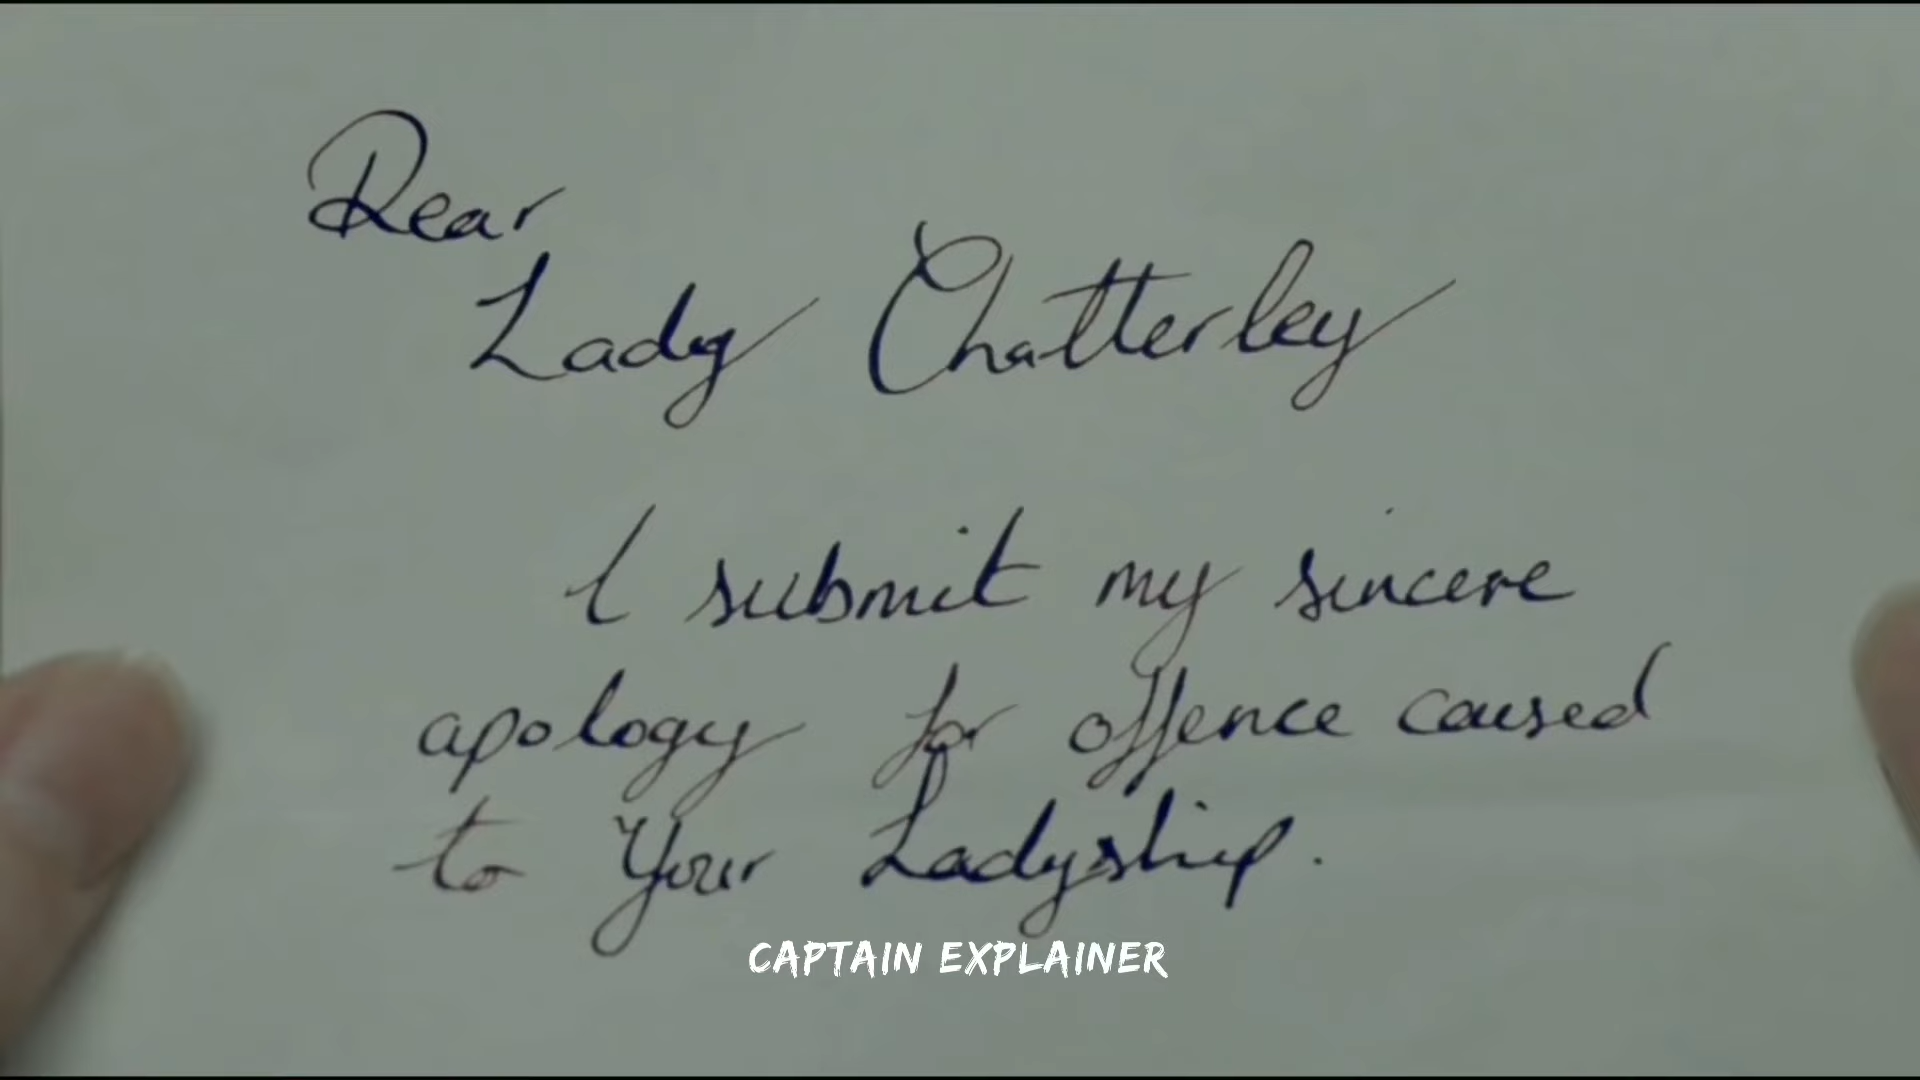 Dear
Lady Chatterley
I submit my sincere
apology for offence caused
to Your Ladyship.
CAPTAIN EXPLAINER